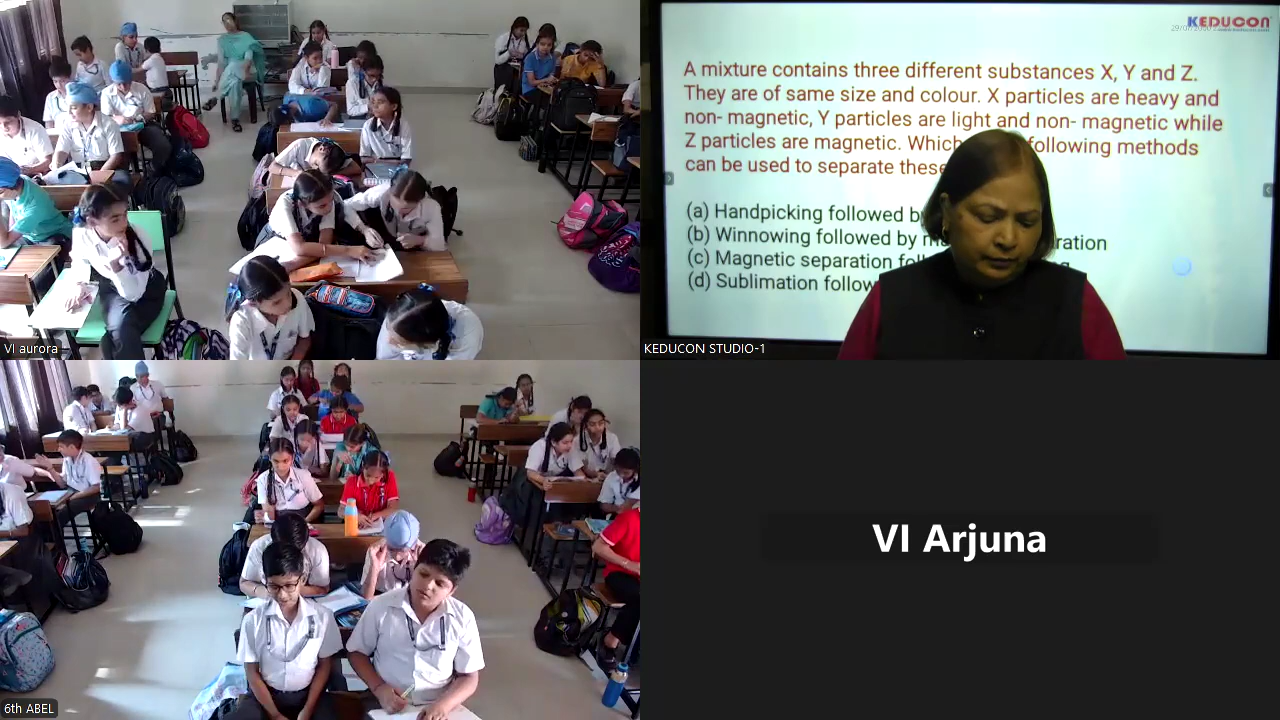 KEDUCON
A mixture contains three different substances X, Y and Z.
They are of same size and colour. X particles are heavy and
non- magnetic, Y particles are light and non- magnetic while
Z particles are magnetic. Which following methods
can be used to separate these
(a) Handpicking followed
(b) Winnowing followed by ration
(c) Magnetic separation
(d) Sublimation
VI aurora
KEDUCON STUDIO-1
VI Arjuna
6th ABEL